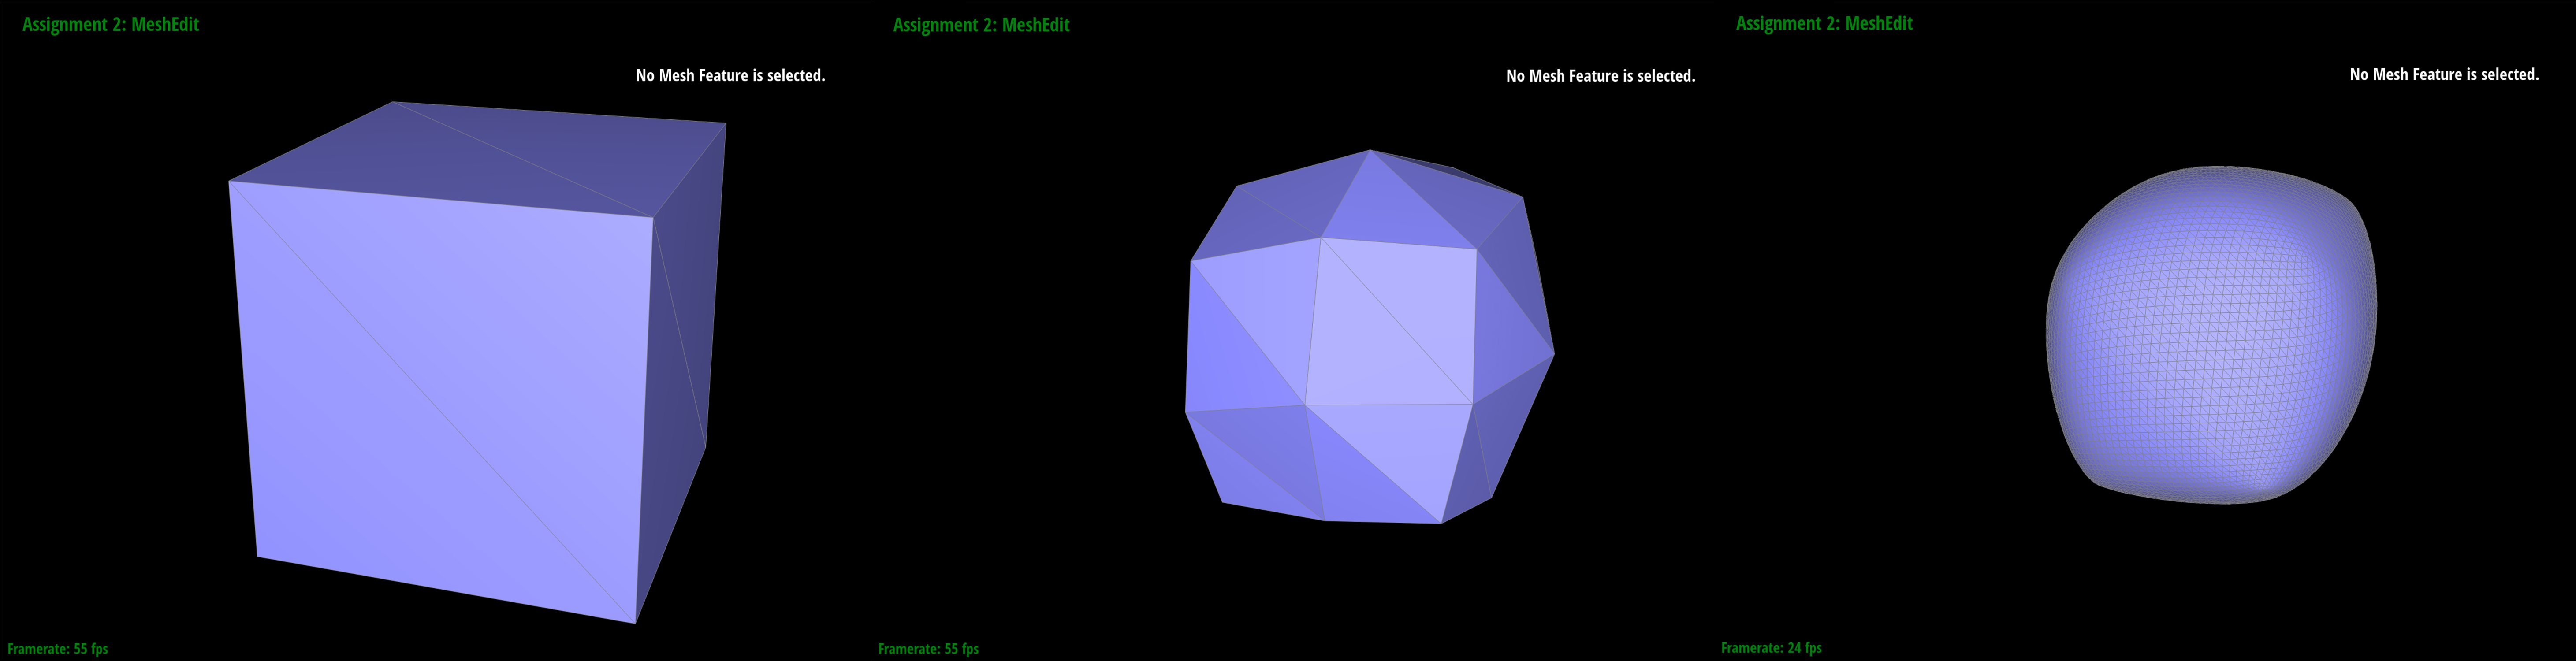 Assignment 2: MeshEdit
No Mesh Feature is selected.
Framerate: 55 fps
Assignment 2: MeshEdit
No Mesh Feature is selected.
Framerate: 55 fps
Assignment 2: MeshEdit
No Mesh Feature is selected.
Framerate: 24 fps